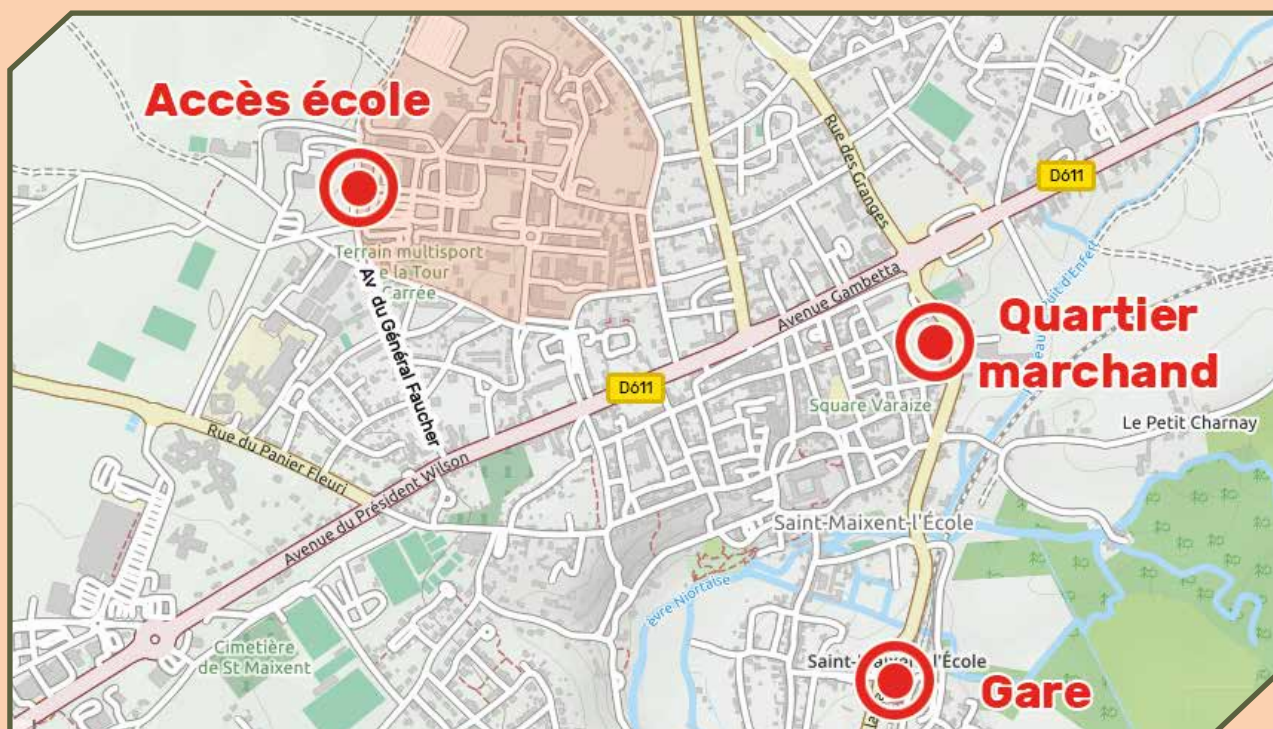 Accès école
Rue des Granges
D611
Terrain multisport
de la Tour
Carrée
Av du Général Faucher
Avenue Gambetta
Quartier
marchand
D611
Square Varaize
Le Petit Charnay
Rue du Panier Fleuri
Avenue du Président Wilson
Saint-Maixent-l'École
Niortaise
Cimetière
de St Maixent
l'École
Gare